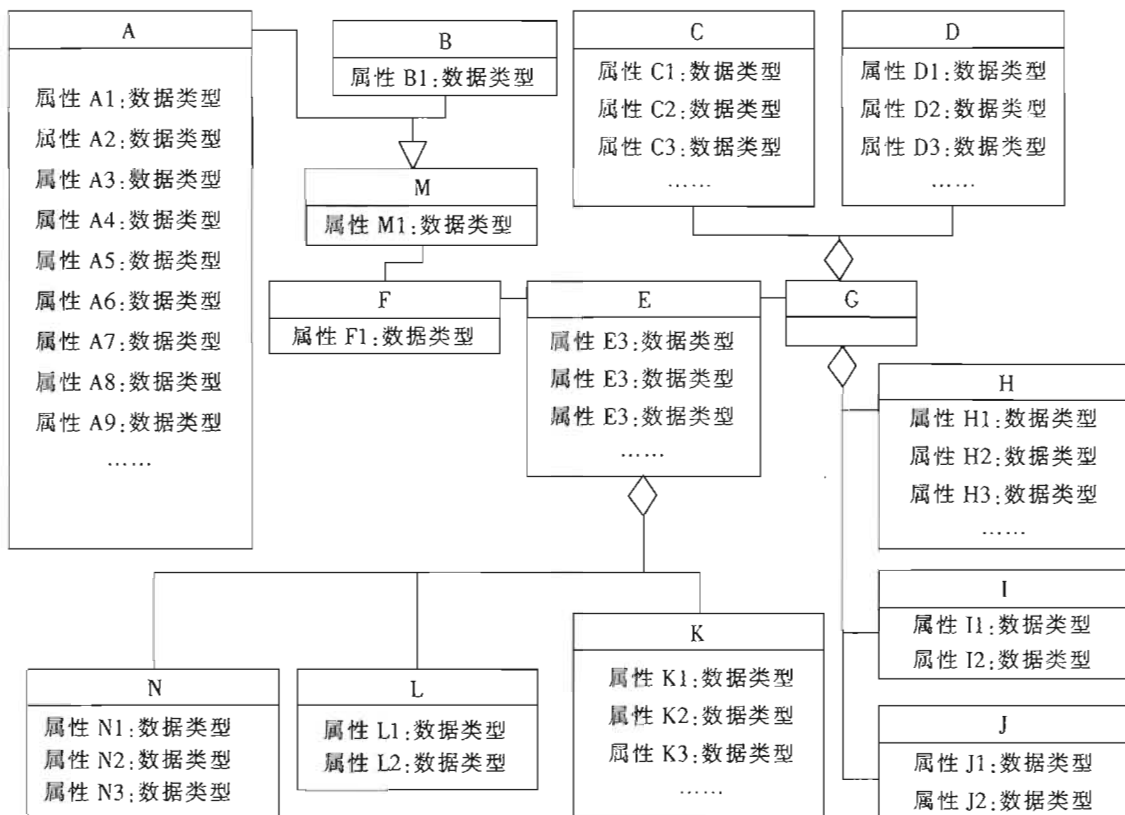 A
属性 A1:数据类型
属性 A2:数据类型
属性 A3:数据类型
属性 A4:数据类型
属性 A5:数据类型
属性 A6:数据类型
属性 A7:数据类型
属性 A8:数据类型
属性 A9:数据类型
……
B
属性 B1:数据类型
C
属性 C1:数据类型
属性 C2:数据类型
属性 C3:数据类型
……
D
属性 D1:数据类型
属性 D2:数据类型
属性 D3:数据类型
……
M
属性 M1:数据类型
F
属性 F1:数据类型
E
属性 E3:数据类型
属性 E3:数据类型
属性 E3:数据类型
……
G
H
属性 H1:数据类型
属性 H2:数据类型
属性 H3:数据类型
……
I
属性 I1:数据类型
属性 I2:数据类型
J
属性 J1:数据类型
属性 J2:数据类型
N
属性 N1:数据类型
属性 N2:数据类型
属性 N3:数据类型
L
属性 L1:数据类型
属性 L2:数据类型
K
属性 K1:数据类型
属性 K2:数据类型
属性 K3:数据类型
……